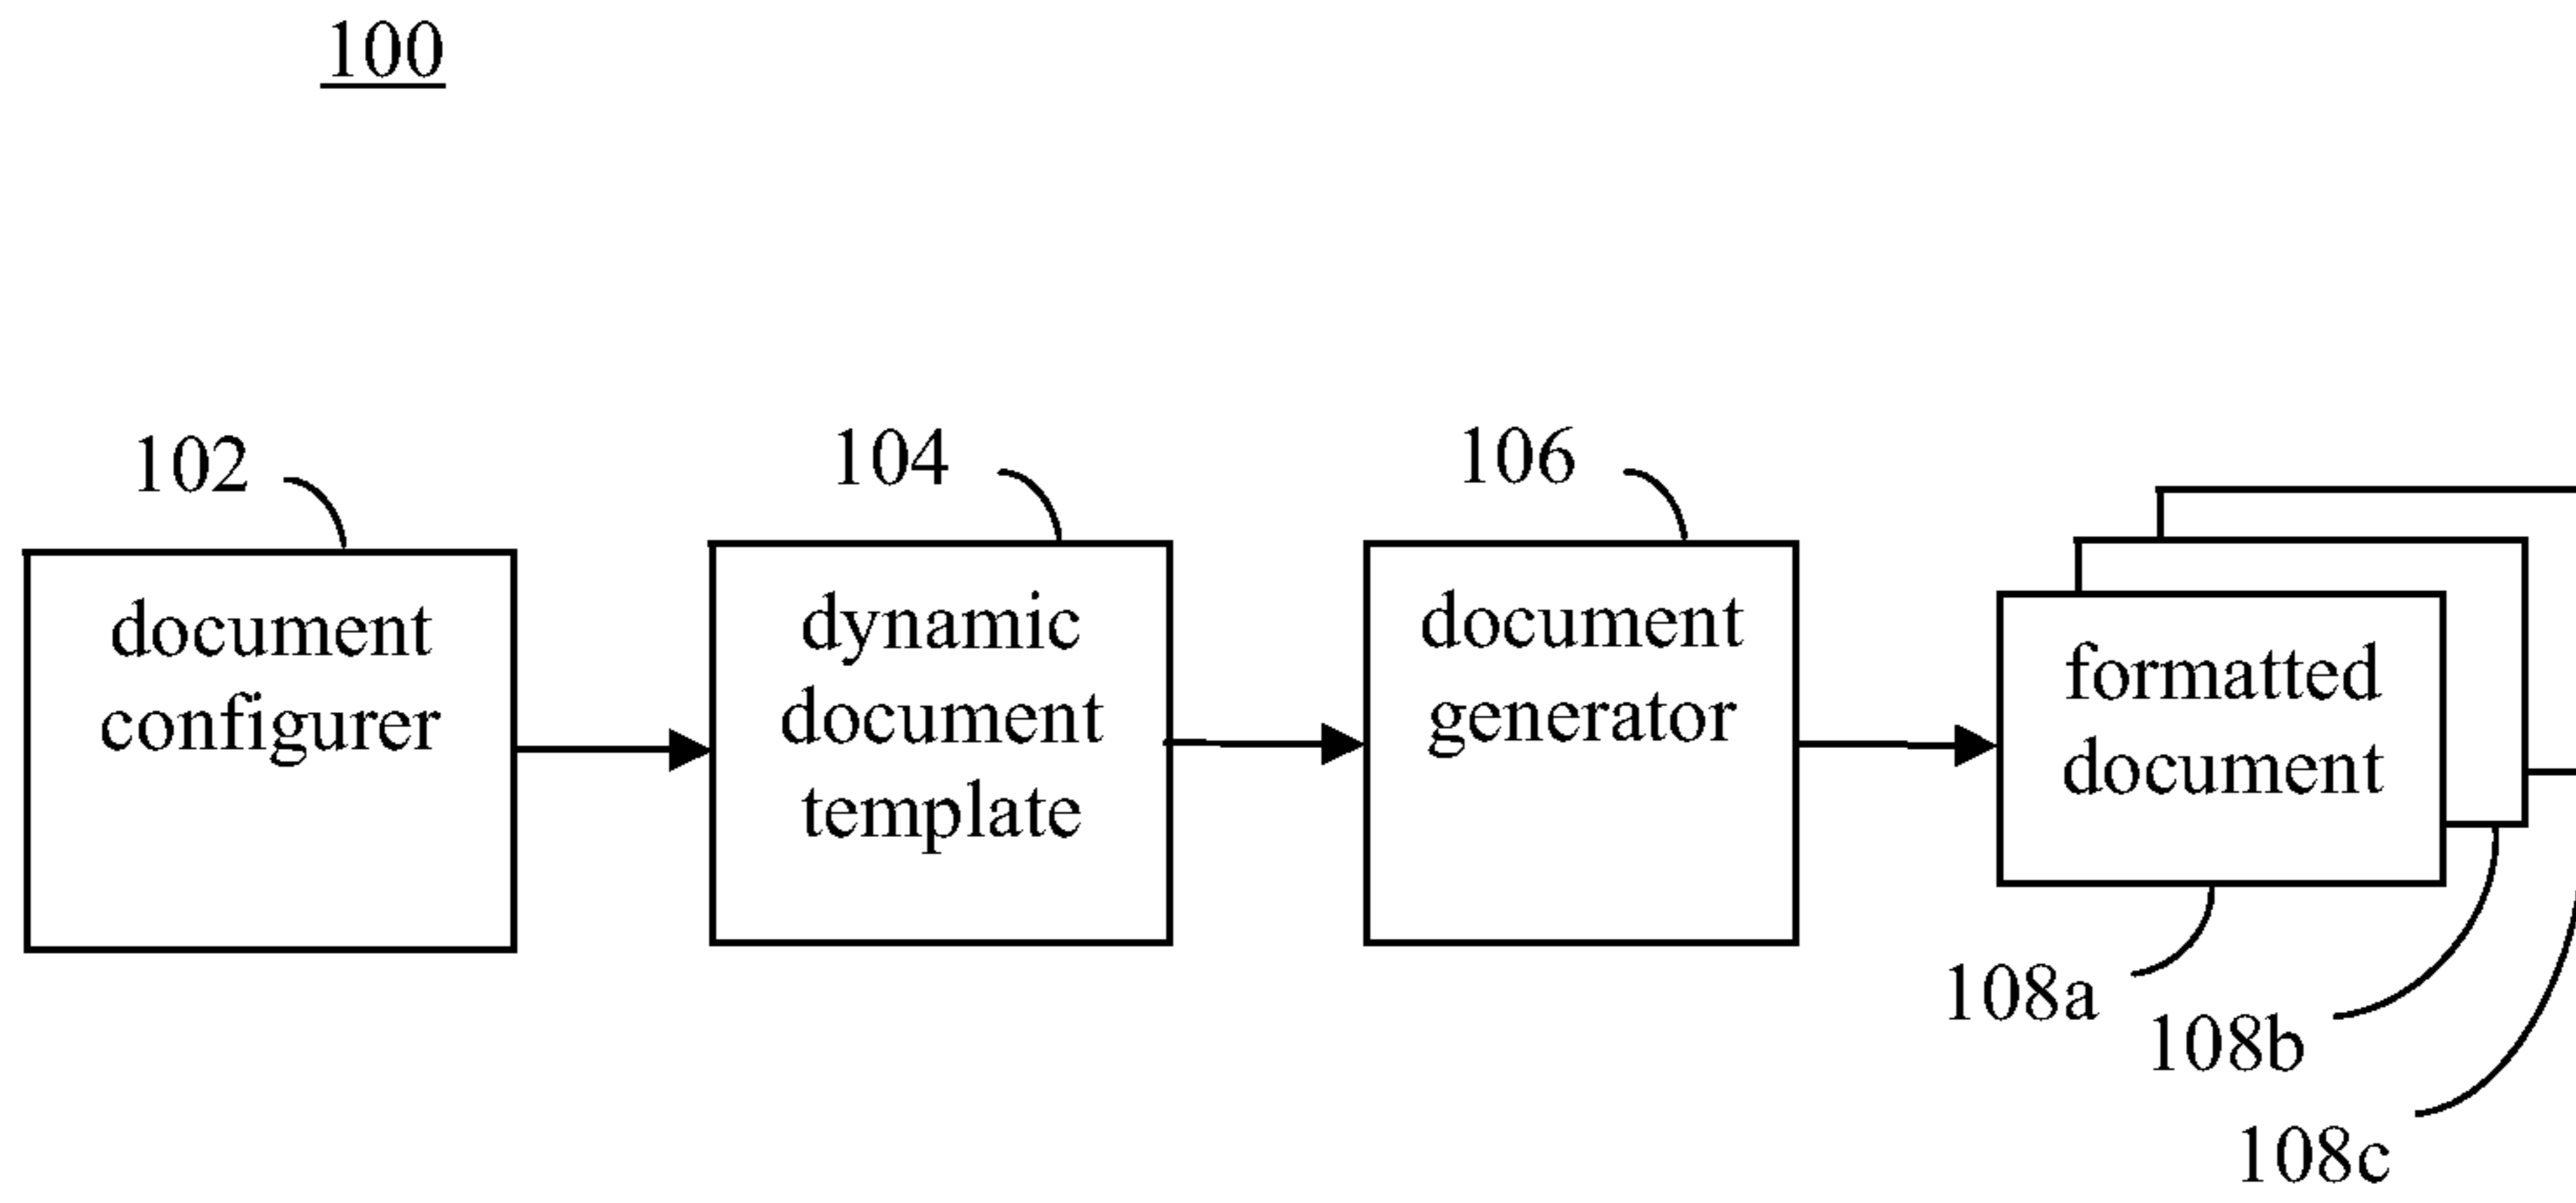 100
102
104
106
document
configurer
dynamic
document
template
document
generator
formatted
document
108a
108b
108c